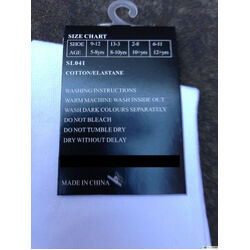 SIZE CHART
SHOE 9-12 13-3 2-8 6-11
AGE 5-8yrs 8-10yrs 10+yrs 12+yrs
SL041
COTTON/ELASTANE
WASHING INSTRUCTIONS
WARM MACHINE WASH INSIDE OUT
WASH DARK COLOURS SEPARATELY
DO NOT BLEACH
DO NOT TUMBLE DRY
DRY WITHOUT DELAY
MADE IN CHINA